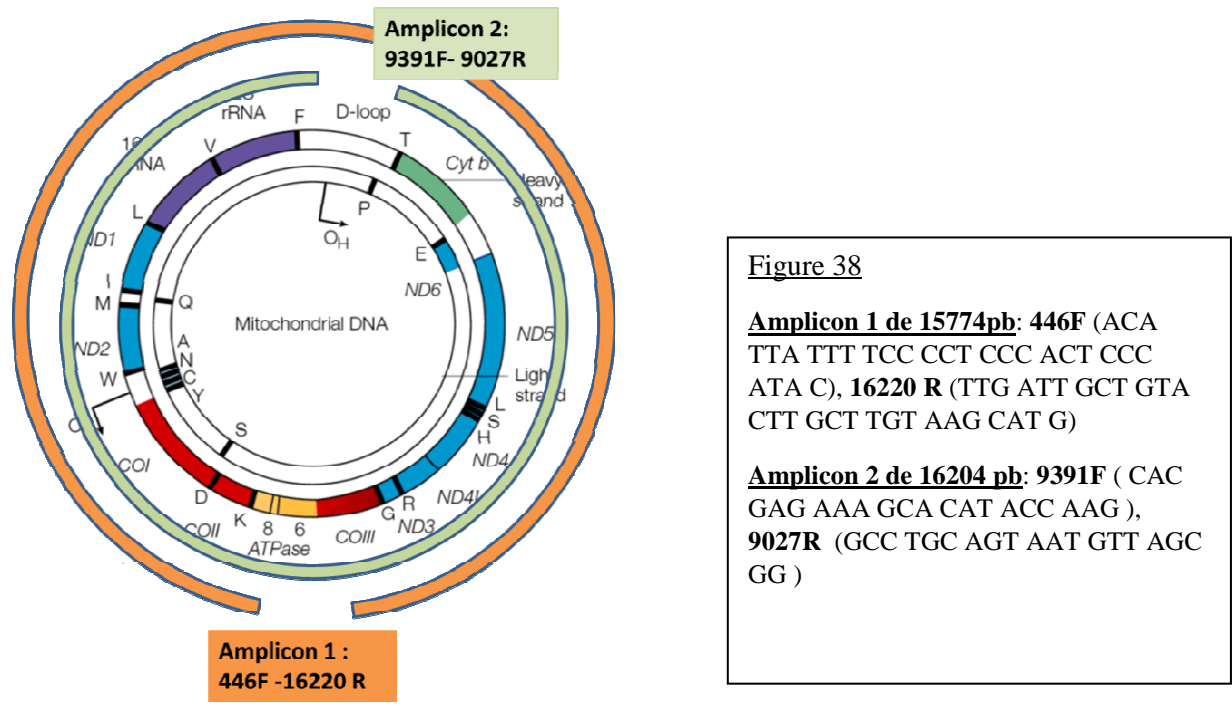 Amplicon 2:
9391F- 9027R
rRNA
F
D-loop
T
V
Cyt b
16
L
P
strand
O
H
ND1
E
ND6
I
M
Q
Mitochondrial DNA
ND5
ND2
A
N
C
Y
W
L
S
H
S
COI
ND4
D
K
G
R
ND4L
COII
8
6
COIII
ND3
ATPase
Amplicon 1 :
446F -16220 R
Figure 38
Amplicon 1 de 15774pb: 446F (ACA
TTA TTT TCC CCT CCC ACT CCC
ATA C), 16220 R (TTG ATT GCT GTA
CTT GCT TGT AAG CAT G)
Amplicon 2 de 16204 pb: 9391F ( CAC
GAG AAA GCA CAT ACC AAG ),
9027R (GCC TGC AGT AAT GTT AGC
GG )